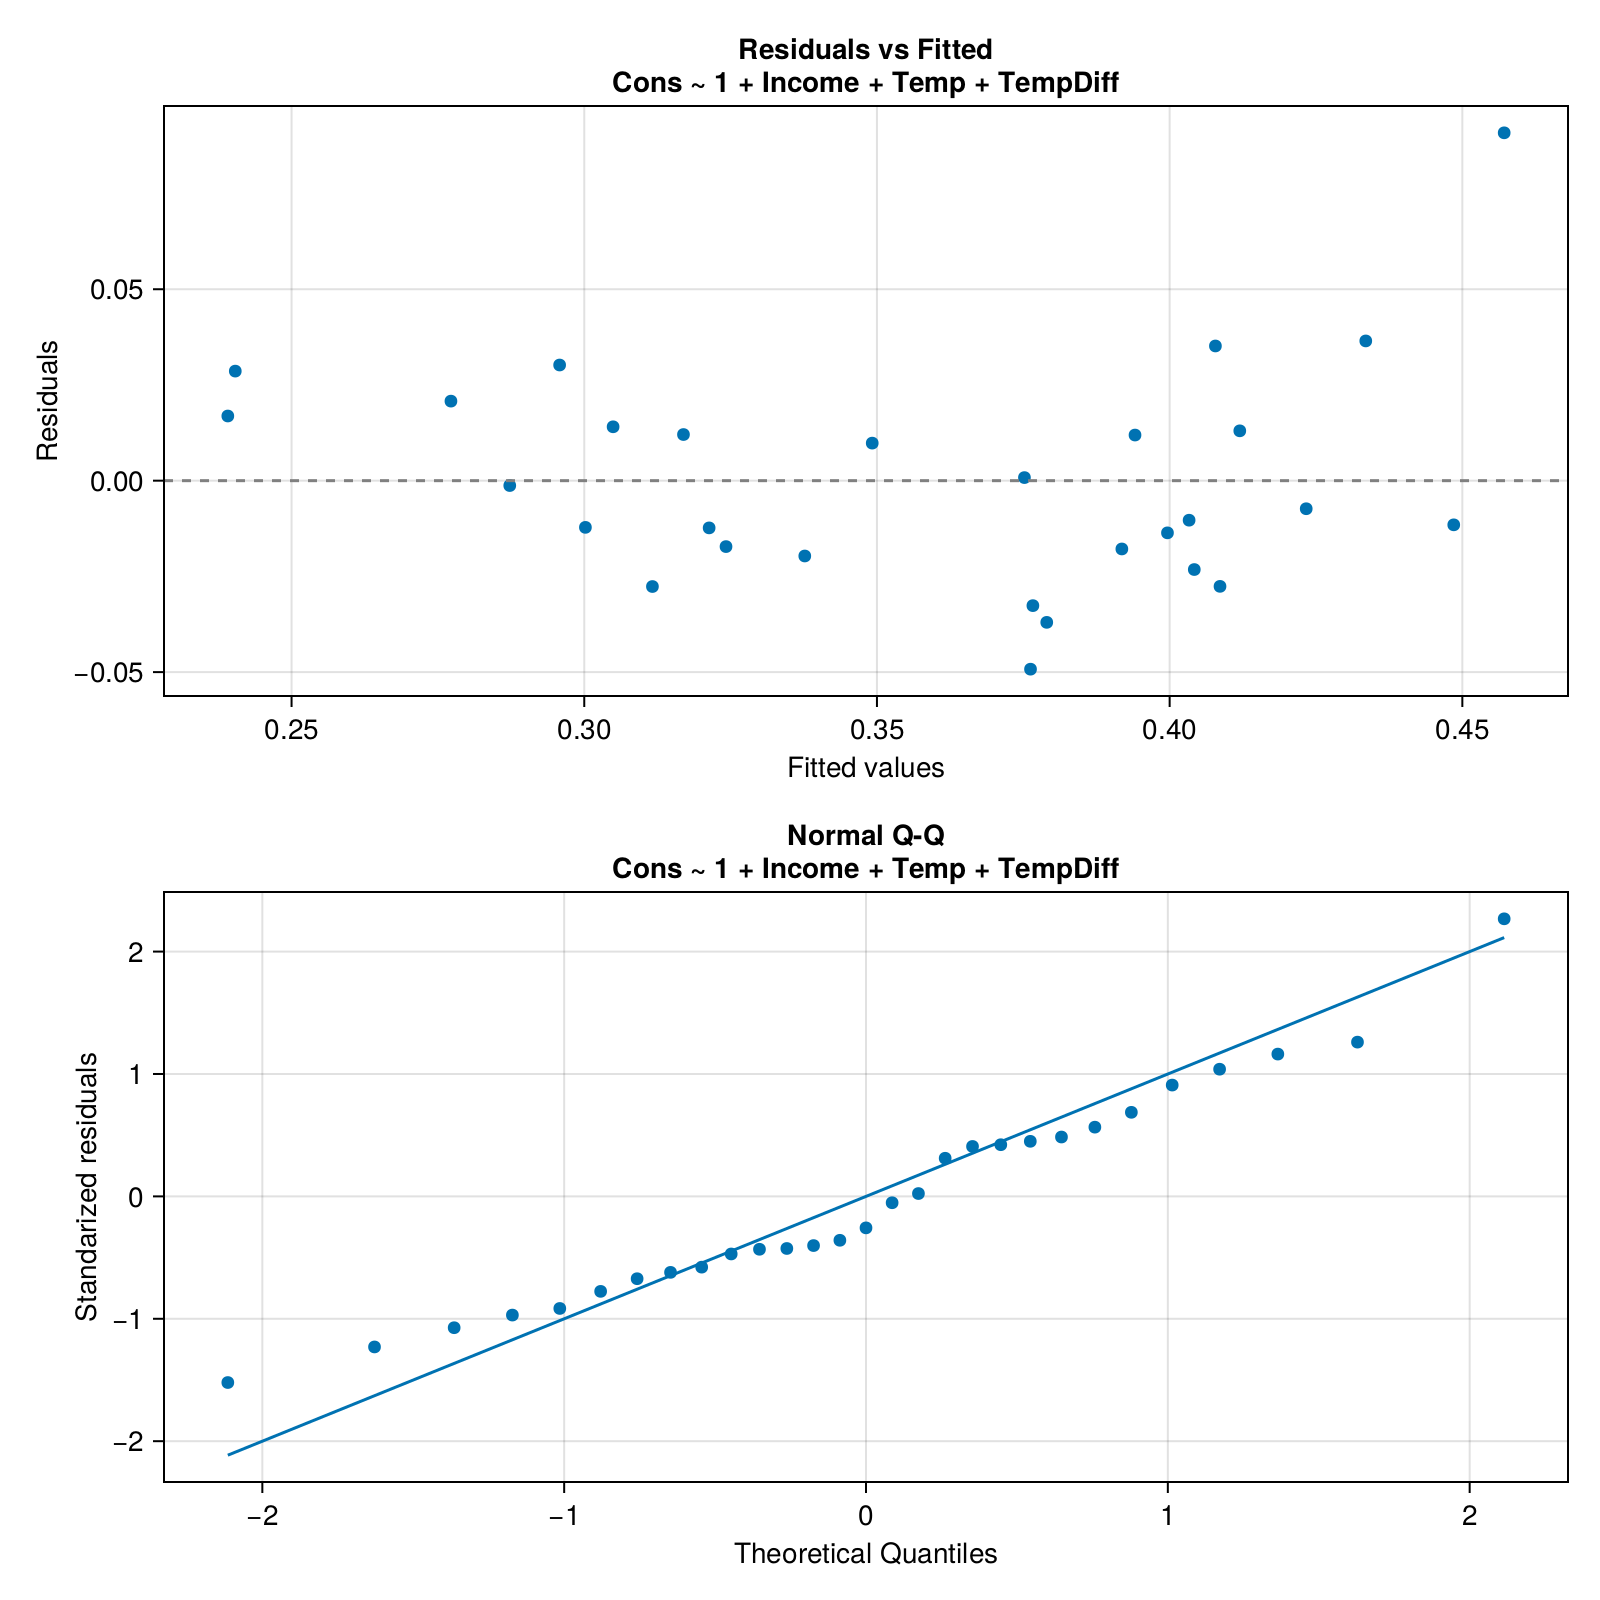 Residuals vs Fitted
Cons ~ 1 + Income + Temp + TempDiff
0.05
0.00
−0.05
Residuals
0.25 0.30 0.35 0.40 0.45
Fitted values
Normal Q-Q
Cons ~ 1 + Income + Temp + TempDiff
2
1
0
−1
−2
Standarized residuals
−2 −1 0 1 2
Theoretical Quantiles